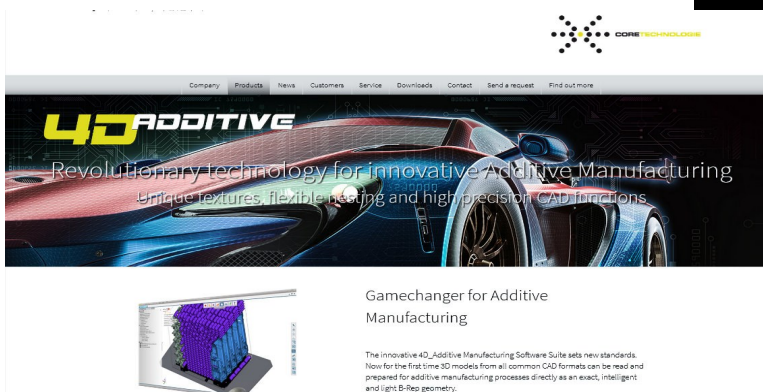 CORETECHNOLOGIE
Company Products News Customers Service Downloads Contact Send a request Find out more
4D ADDITIVE
Revolutionary technology for innovative Additive Manufacturing
Unique textures, flexible nesting and high precision CAD functions
Gamechanger for Additive
Manufacturing
The innovative 4D_Additive Manufacturing Software Suite sets new standards.
Now for the first time 3D models from all common CAD formats can be read and
prepared for additive manufacturing processes directly as an exact, intelligent
and light B-Rep geometry.